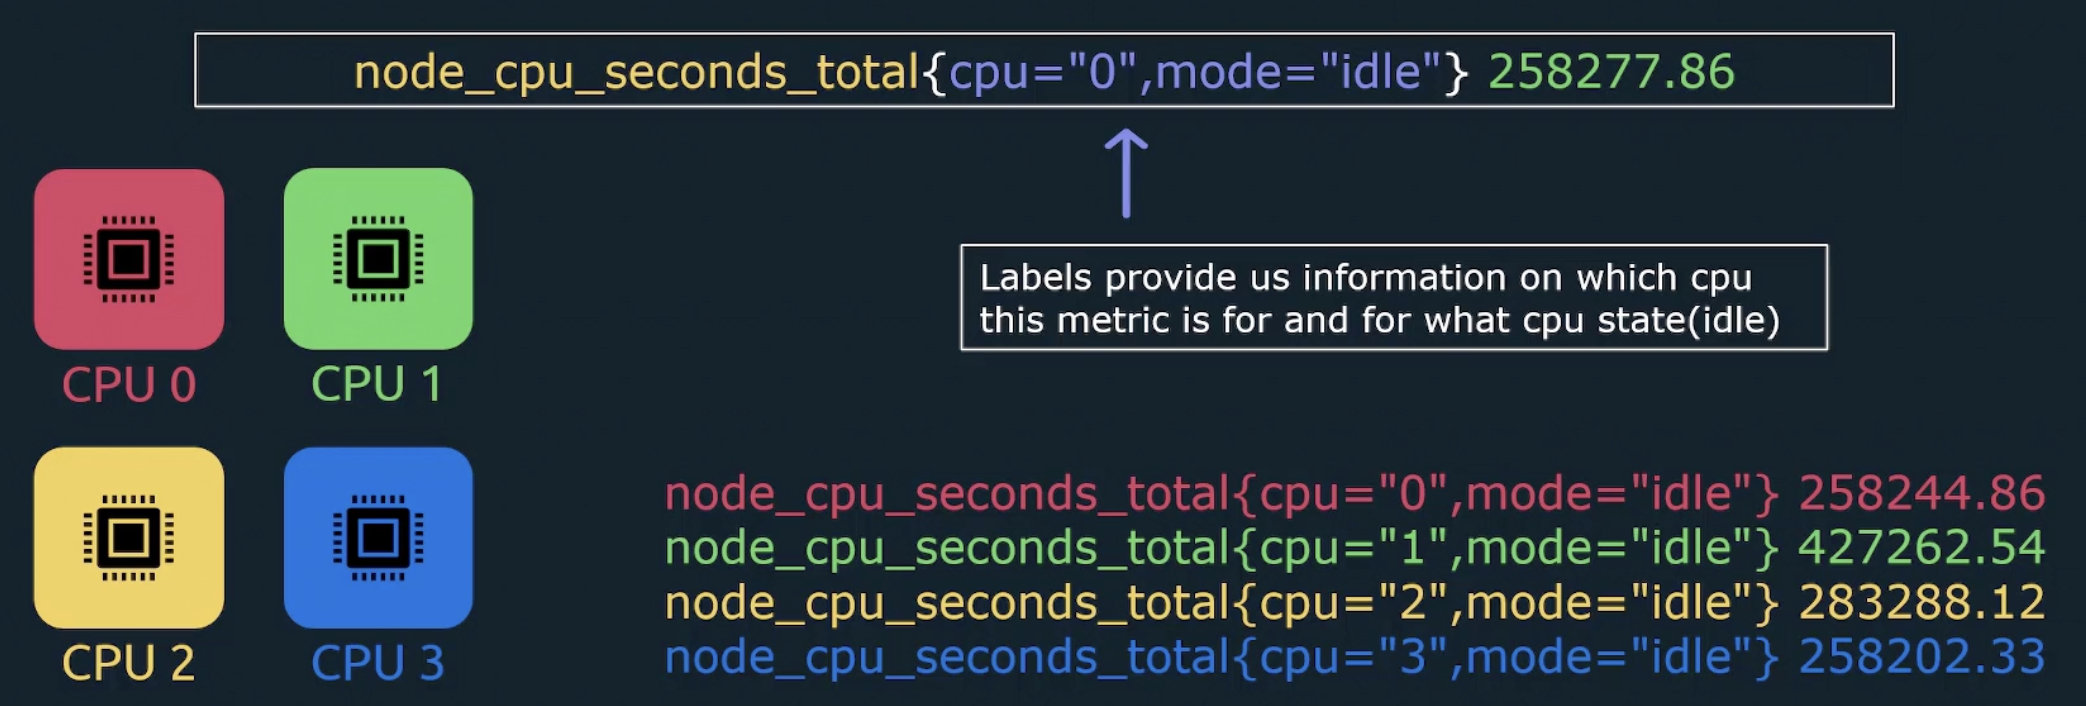 node_cpu_seconds_total{cpu="0",mode="idle"} 258277.86
Labels provide us information on which cpu
this metric is for and for what cpu state(idle)
CPU 0
CPU 1
CPU 2
CPU 3
node_cpu_seconds_total{cpu="0",mode="idle"} 258244.86
node_cpu_seconds_total{cpu="1",mode="idle"} 427262.54
node_cpu_seconds_total{cpu="2",mode="idle"} 283288.12
node_cpu_seconds_total{cpu="3",mode="idle"} 258202.33